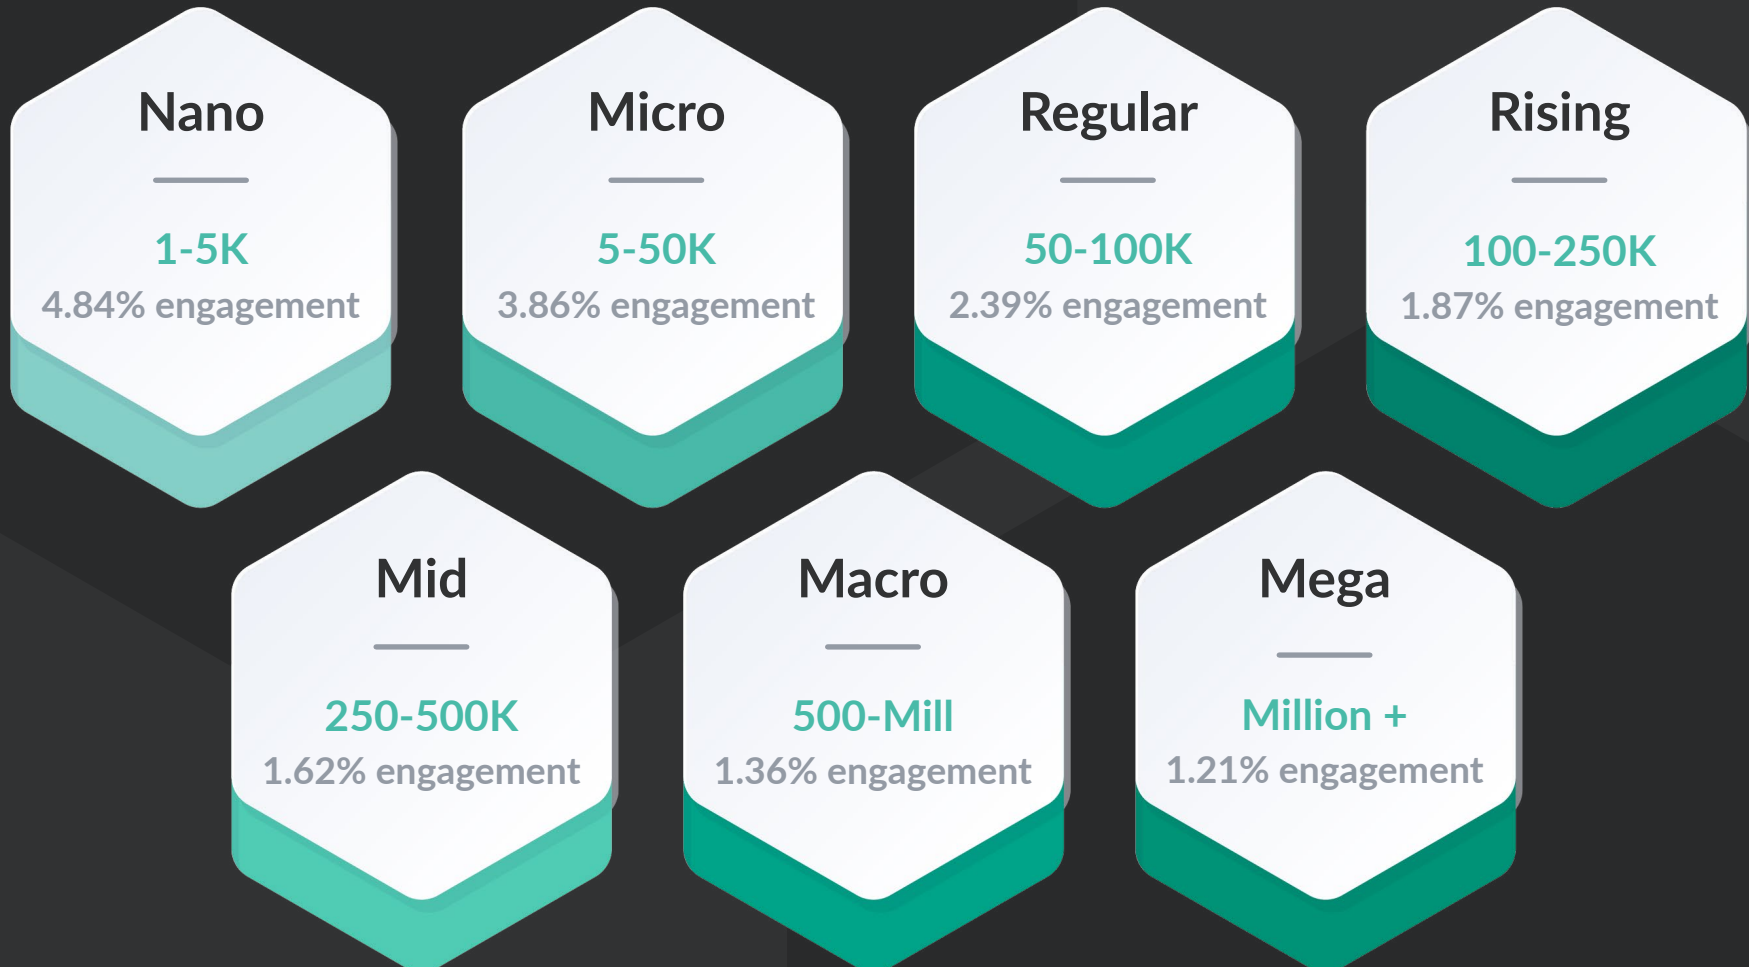 Nano
1-5K
4.84% engagement
Micro
5-50K
3.86% engagement
Regular
50-100K
2.39% engagement
Rising
100-250K
1.87% engagement
Mid
250-500K
1.62% engagement
Macro
500-Mill
1.36% engagement
Mega
Million +
1.21% engagement